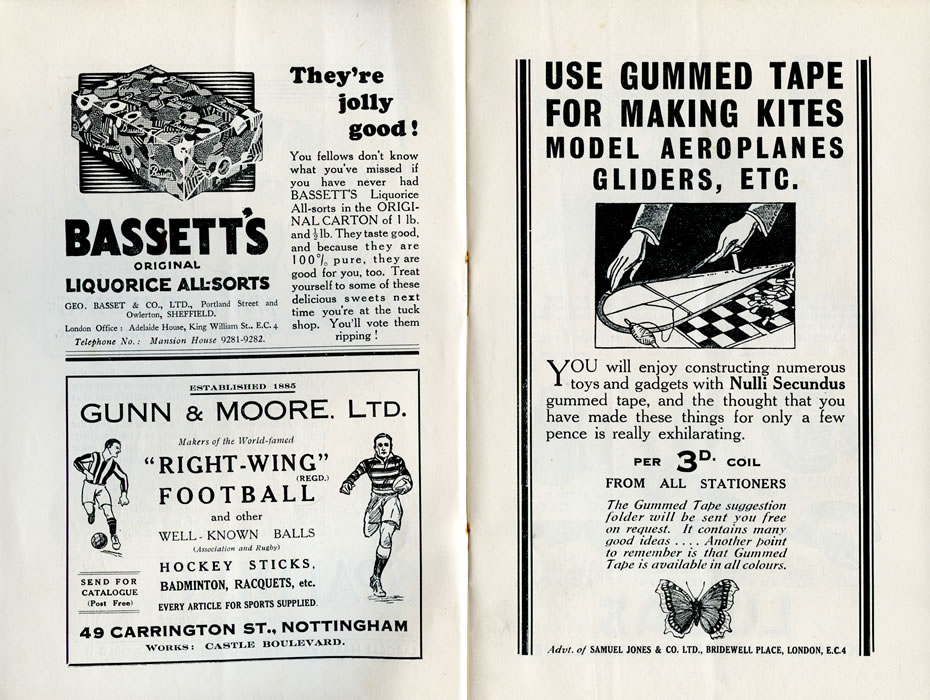 They're
jolly
good!
You fellows don't know
what you've missed if
you have never had
BASSETT'S Liquorice
All-sorts in the ORIGI-
NAL CARTON of 1 lb.
and ½ lb. They taste good,
and because they are
100% pure, they are
good for you, too. Treat
yourself to some of these
delicious sweets next
time you're at the tuck
shop. You'll vote them
ripping!
BASSETT'S
ORIGINAL
LIQUORICE ALL-SORTS
GEO. BASSET & CO., LTD., Portland Street and
Owlerton, SHEFFIELD.
London Office: Adelaide House, King William St., E.C. 4
Telephone No.: Mansion House 9281-9282.
ESTABLISHED 1885
GUNN & MOORE, LTD.
Makers of the World-famed
"RIGHT-WING"
(REGD.)
FOOTBALL
and other
WELL-KNOWN BALLS
(Association and Rugby)
HOCKEY STICKS,
BADMINTON, RACQUETS, etc.
EVERY ARTICLE FOR SPORTS SUPPLIED.
SEND FOR
CATALOGUE
(Post Free)
49 CARRINGTON ST., NOTTINGHAM
WORKS: CASTLE BOULEVARD.
USE GUMMED TAPE
FOR MAKING KITES
MODEL AEROPLANES
GLIDERS, ETC.
YOU will enjoy constructing numerous
toys and gadgets with Nulli Secundus
gummed tape, and the thought that you
have made these things for only a few
pence is really exhilarating.
PER 3D. COIL
FROM ALL STATIONERS
The Gummed Tape suggestion
folder will be sent you free
on request. It contains many
good ideas .... Another point
to remember is that Gummed
Tape is available in all colours.
Advt. of SAMUEL JONES & CO. LTD., BRIDEWELL PLACE, LONDON, E.C.4